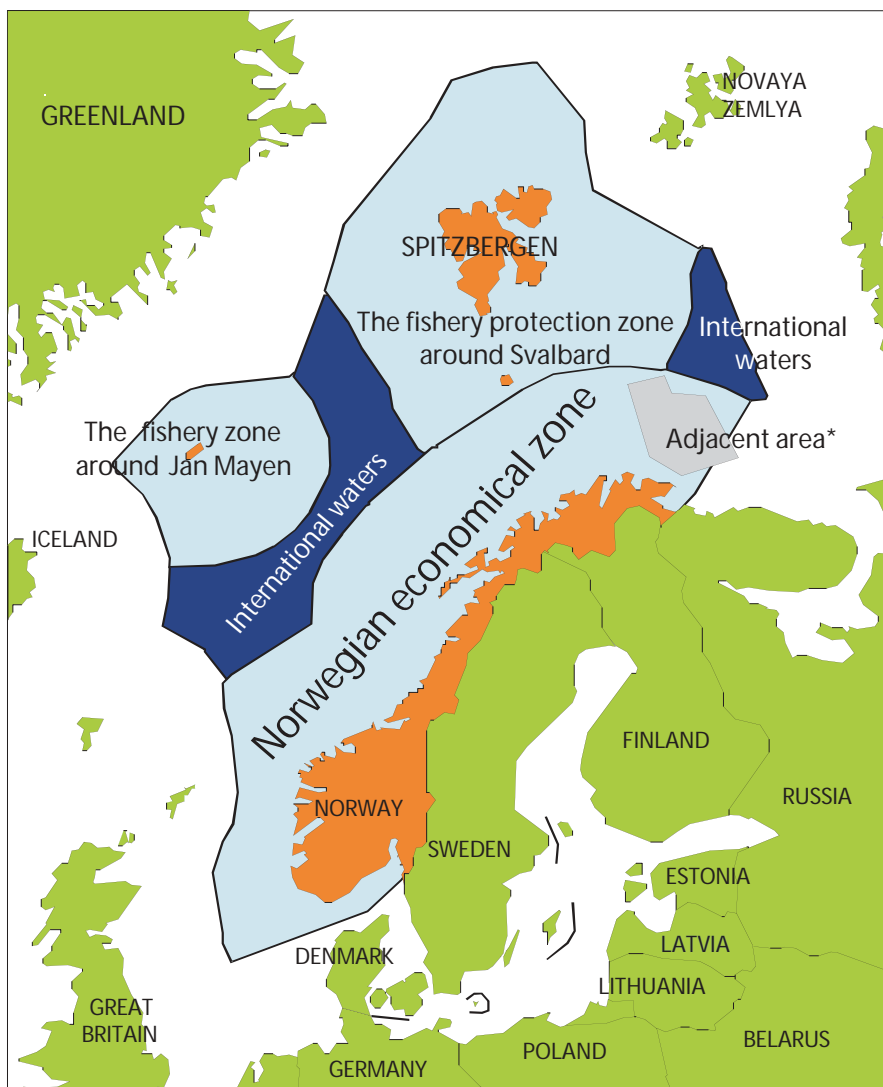 GREENLAND
NOVAYA
ZEMLYA
SPITZBERGEN
The fishery protection zone
around Svalbard
International
waters
The fishery zone
around Jan Mayen
Adjacent area*
ICELAND
International waters
Norwegian economical zone
FINLAND
RUSSIA
NORWAY
SWEDEN
ESTONIA
LATVIA
DENMARK
LITHUANIA
GREAT
BRITAIN
BELARUS
POLAND
GERMANY